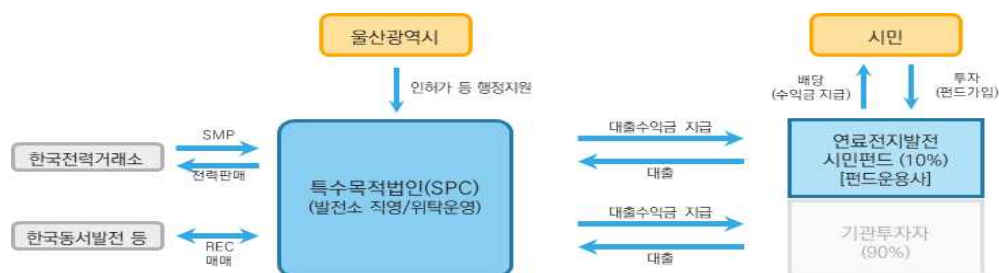 울산광역시
시민
인허가 등 행정지원
배당
(수익금 지급)
투자
(펀드가입)
한국전력거래소
SMP
전력판매
특수목적법인(SPC)
(발전소 직영/위탁운영)
대출수익금 지급
대출
연료전지발전
시민펀드 (10%)
[펀드운용사]
한국동서발전 등
REC
매매
대출수익금 지급
대출
기관투자자
(90%)